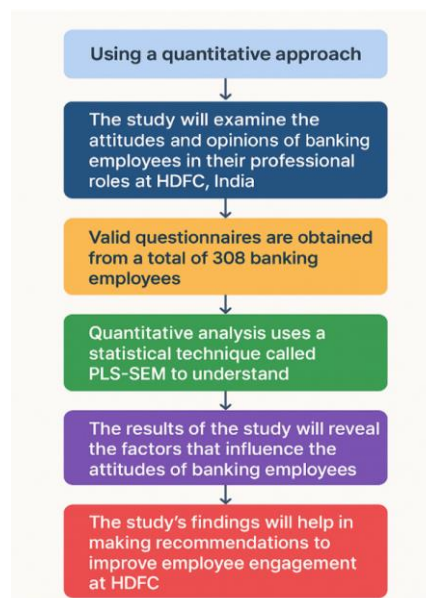 Using a quantitative approach
The study will examine the
attitudes and opinions of banking
employees in their professional
roles at HDFC, India
Valid questionnaires are obtained
from a total of 308 banking
employees
Quantitative analysis uses a
statistical technique called
PLS-SEM to understand
The results of the study will reveal
the factors that influence the
attitudes of banking employees
The study's findings will help in
making recommendations to
improve employee engagement
at HDFC